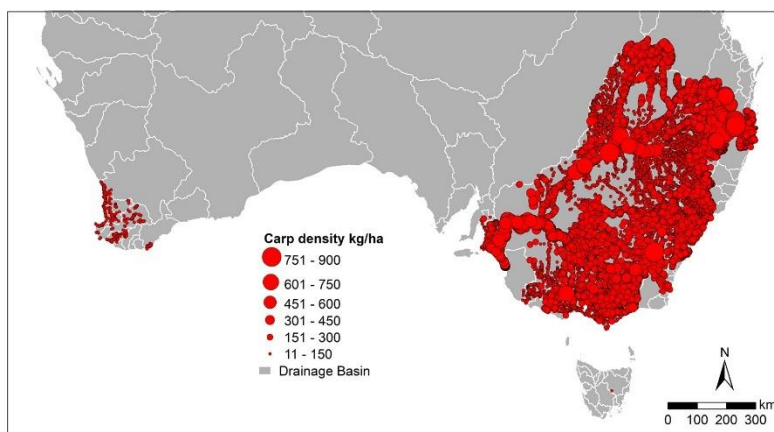 Carp density kg/ha
751 - 900
601 - 750
451 - 600
301 - 450
151 - 300
11 - 150
Drainage Basin
N
km
0 100 200 300